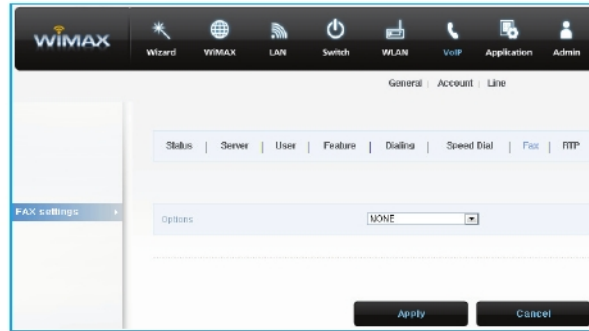 WiMAX
Wizard WiMAX LAN Switch WLAN VoIP Application Admin
General | Account | Line
Status | Server | User | Feature | Dialing | Speed Dial | Fax | RTP
FAX settings
Options NONE
Apply Cancel